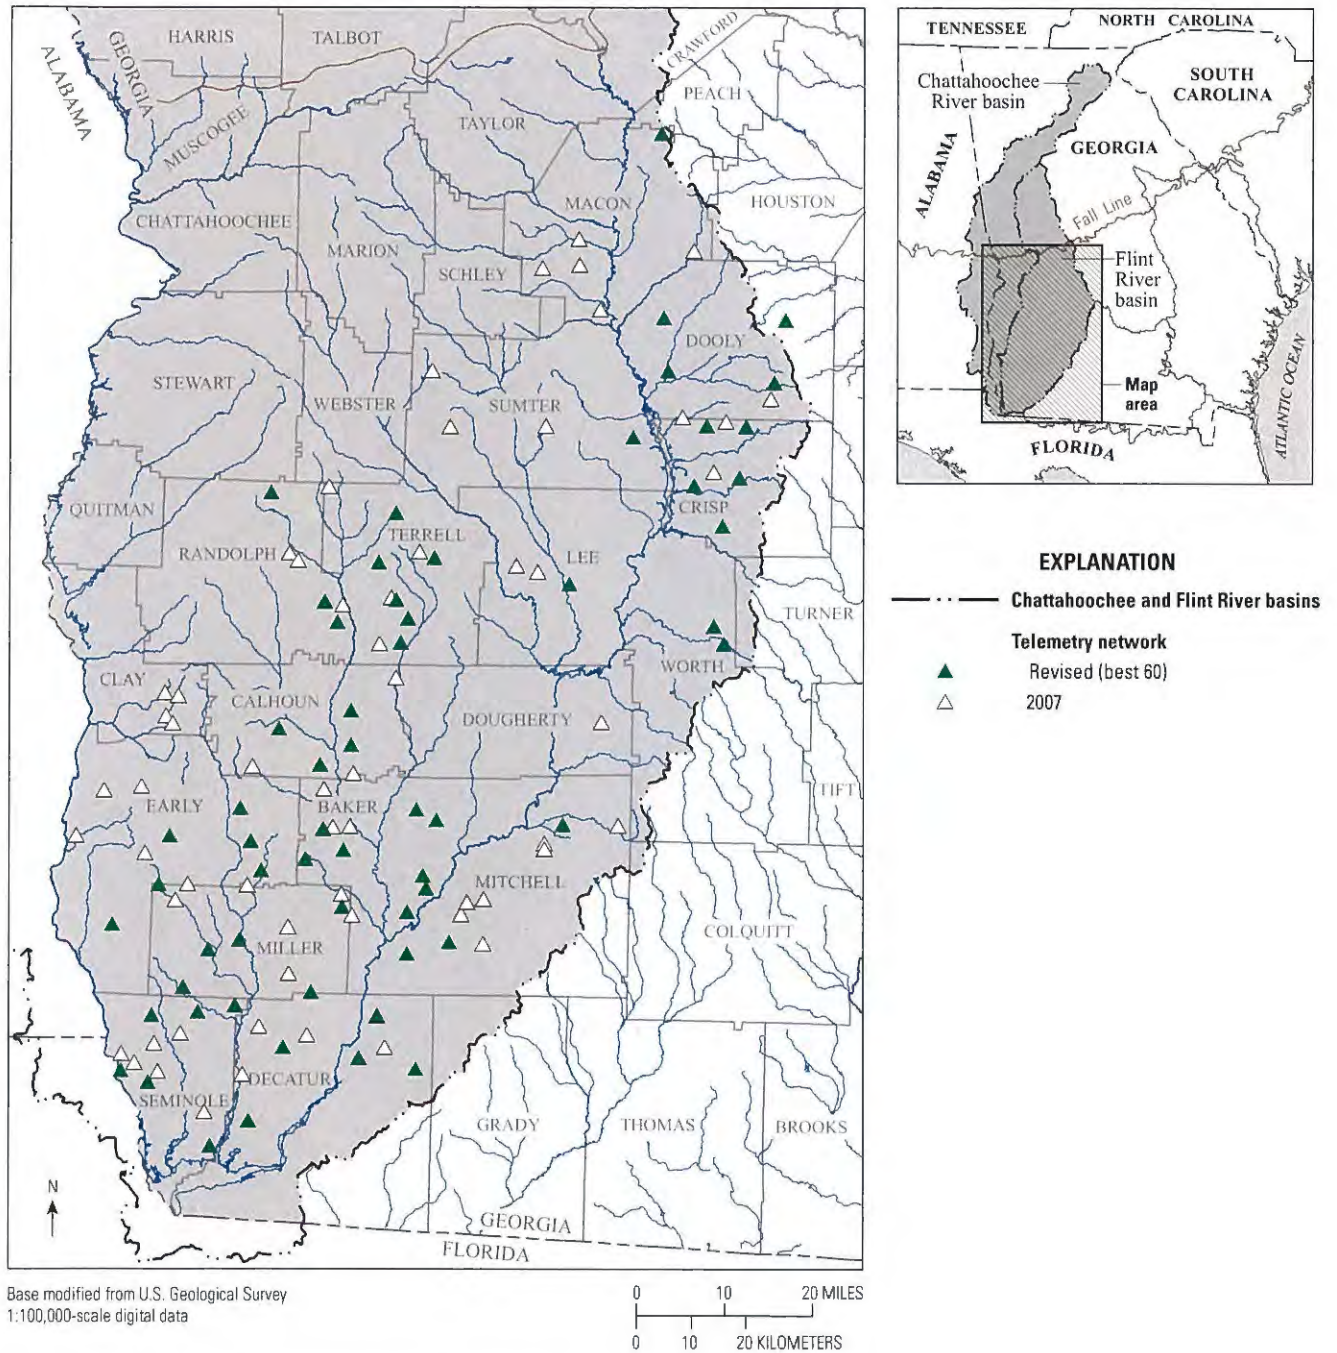 HARRIS
TALBOT
CRAWFORD
GEORGIA
ALABAMA
PEACH
MUSCOGEE
TAYLOR
HOUSTON
MACON
CHATTAHOOCHEE
MARION
SCHLEY
DOOLY
STEWART
WEBSTER
SUMTER
QUITMAN
CRISP
TERRELL
RANDOLPH
LEE
TURNER
WORTH
CLAY
CALHOUN
DOUGHERTY
TIFT
EARLY
BAKER
MITCHELL
COLQUITT
MILLER
DECATUR
SEMINOLE
GRADY
THOMAS
BROOKS
N
GEORGIA
FLORIDA
Base modified from U.S. Geological Survey
1:100,000-scale digital data
0 10 20 MILES
0 10 20 KILOMETERS
TENNESSEE
NORTH CAROLINA
Chattahoochee
River basin
SOUTH
CAROLINA
ALABAMA
GEORGIA
Fall Line
Flint
River
basin
Map
area
FLORIDA
ATLANTIC OCEAN
EXPLANATION
Chattahoochee and Flint River basins
Telemetry network
Revised (best 60)
2007